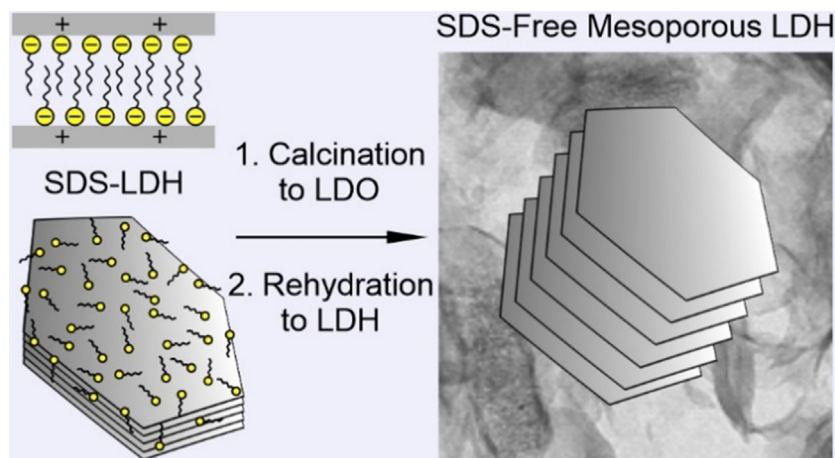 + +
− − − − − −
− − − − − −
+ +
SDS-LDH
1. Calcination
to LDO
2. Rehydration
to LDH
SDS-Free Mesoporous LDH